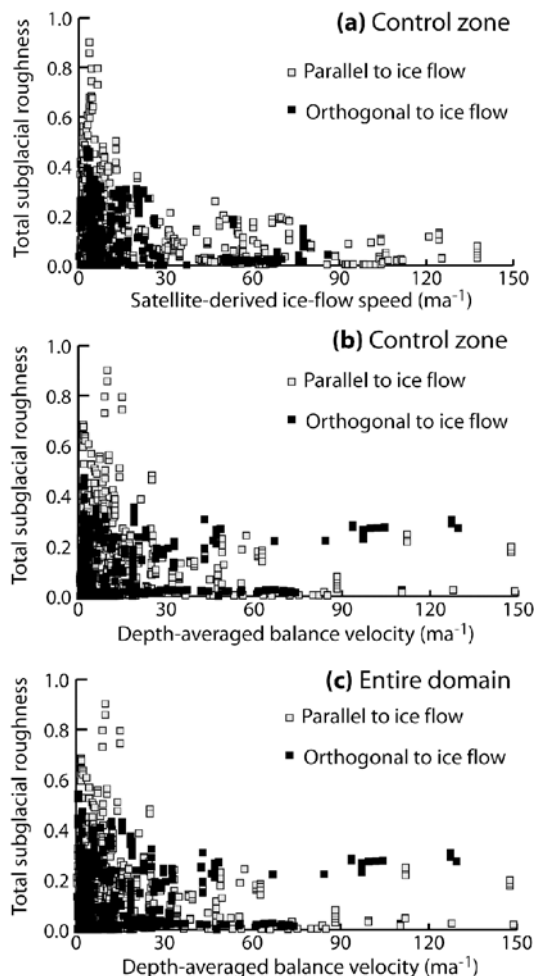 (a) Control zone
Parallel to ice flow
Orthogonal to ice flow
Total subglacial roughness
1.0
0.8
0.6
0.4
0.2
0.0
0 30 60 90 120 150
Satellite-derived ice-flow speed (ma⁻¹)
(b) Control zone
Parallel to ice flow
Orthogonal to ice flow
Total subglacial roughness
1.0
0.8
0.6
0.4
0.2
0.0
0 30 60 90 120 150
Depth-averaged balance velocity (ma⁻¹)
(c) Entire domain
Parallel to ice flow
Orthogonal to ice flow
Total subglacial roughness
1.0
0.8
0.6
0.4
0.2
0.0
0 30 60 90 120 150
Depth-averaged balance velocity (ma⁻¹)